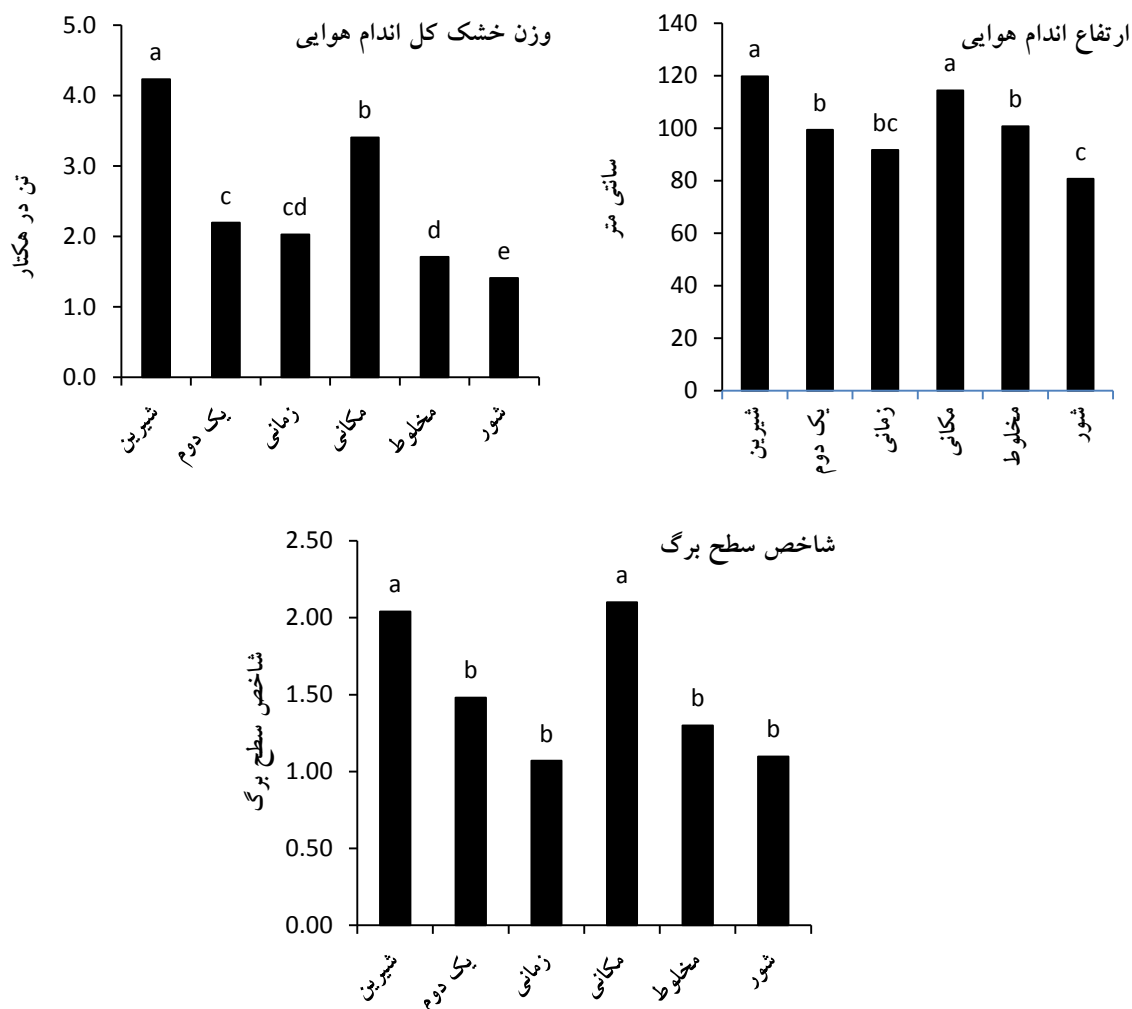 وزن خشک کل اندام هوایی
تن در هکتار
5.0
4.0
3.0
2.0
1.0
0.0
a
c
cd
b
d
e
شیرین
یک دوم
زمانی
مکانی
مخلوط
شور
ارتفاع اندام هوایی
سانتی متر
140
120
100
80
60
40
20
0
a
b
bc
a
b
c
شیرین
یک دوم
زمانی
مکانی
مخلوط
شور
شاخص سطح برگ
شاخص سطح برگ
2.50
2.00
1.50
1.00
0.50
0.00
a
b
b
a
b
b
شیرین
یک دوم
زمانی
مکانی
مخلوط
شور